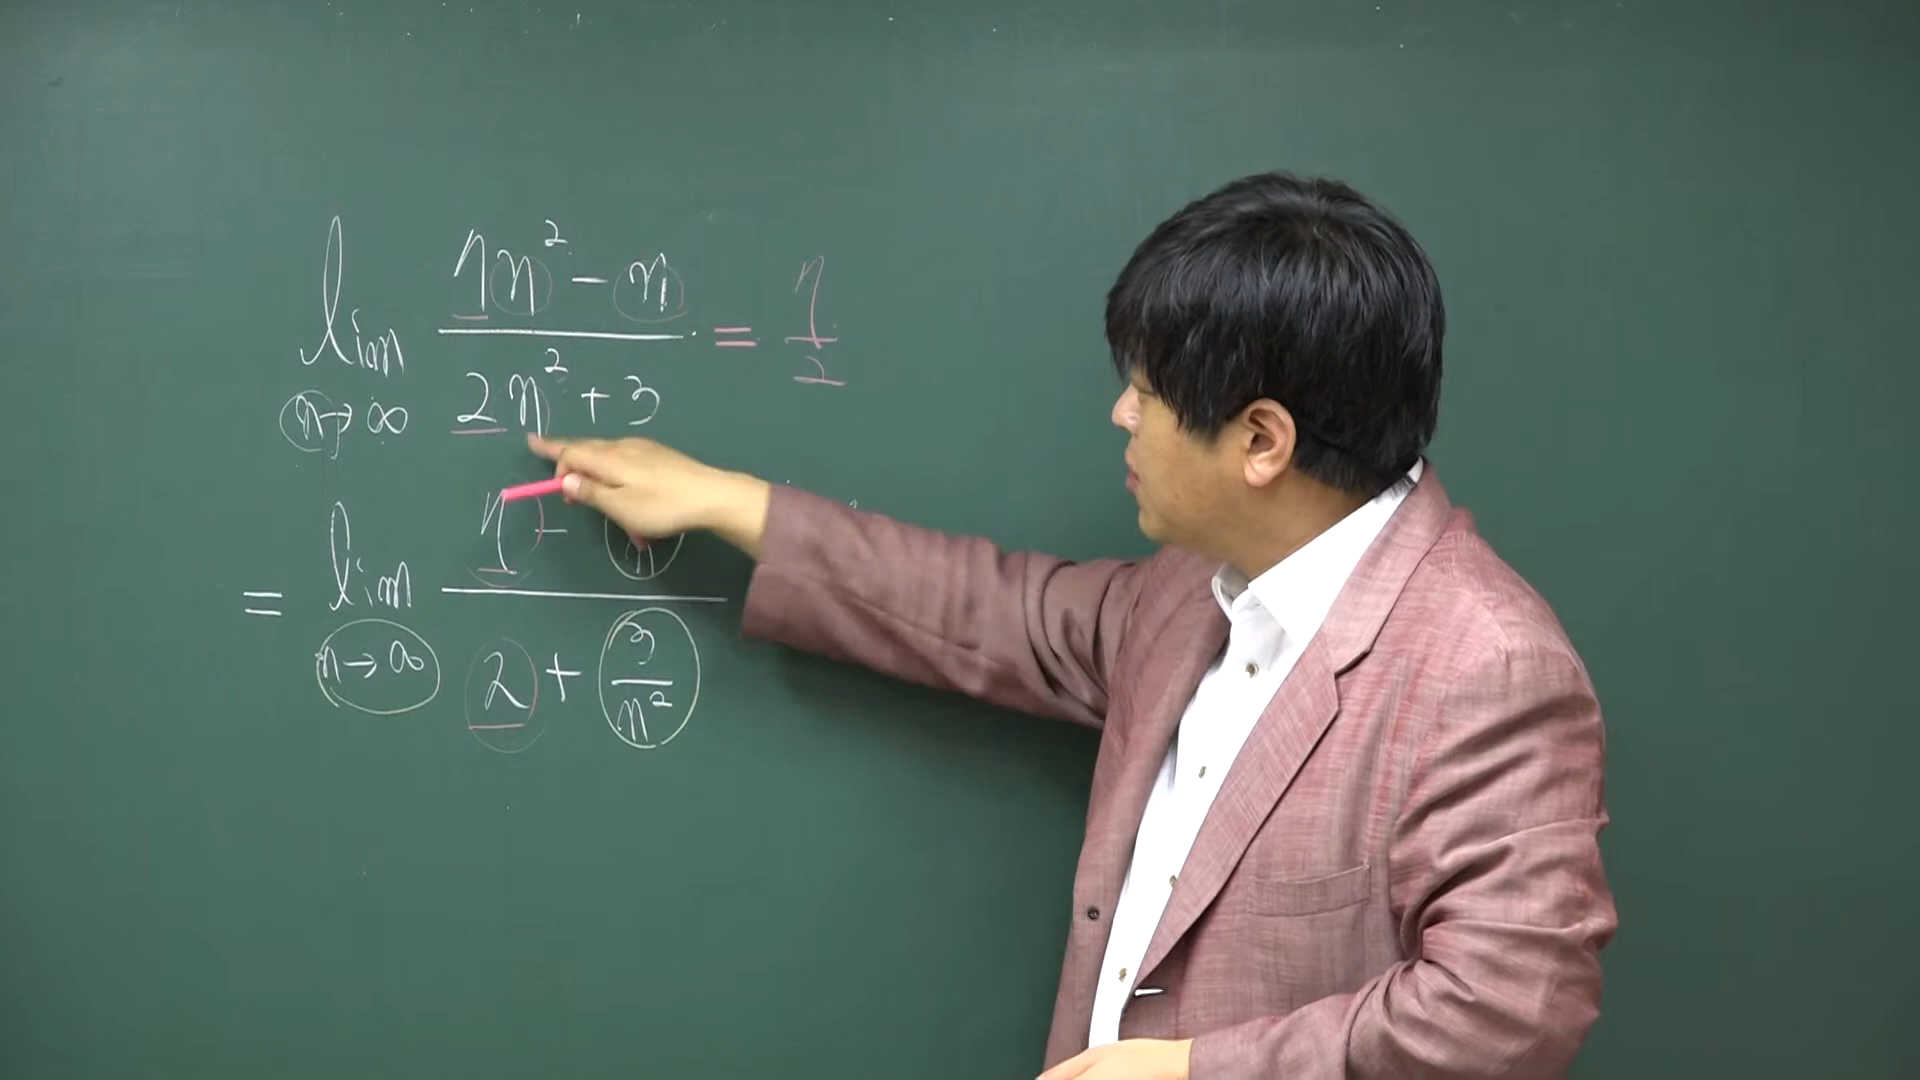 lim n→∞ (7n² - n) / (2n² + 3) = 7/2
= lim n→∞ (7 - /n) / (2 + 3/n²)